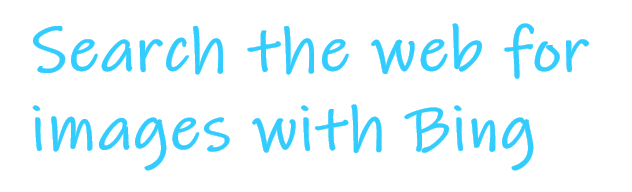 Search the web for
images with Bing